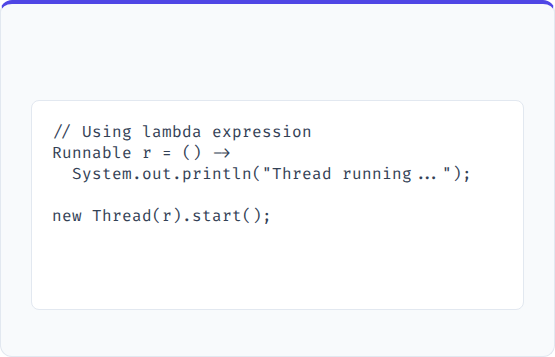 // Using lambda expression
Runnable r = () ->
  System.out.println("Thread running...");

new Thread(r).start();